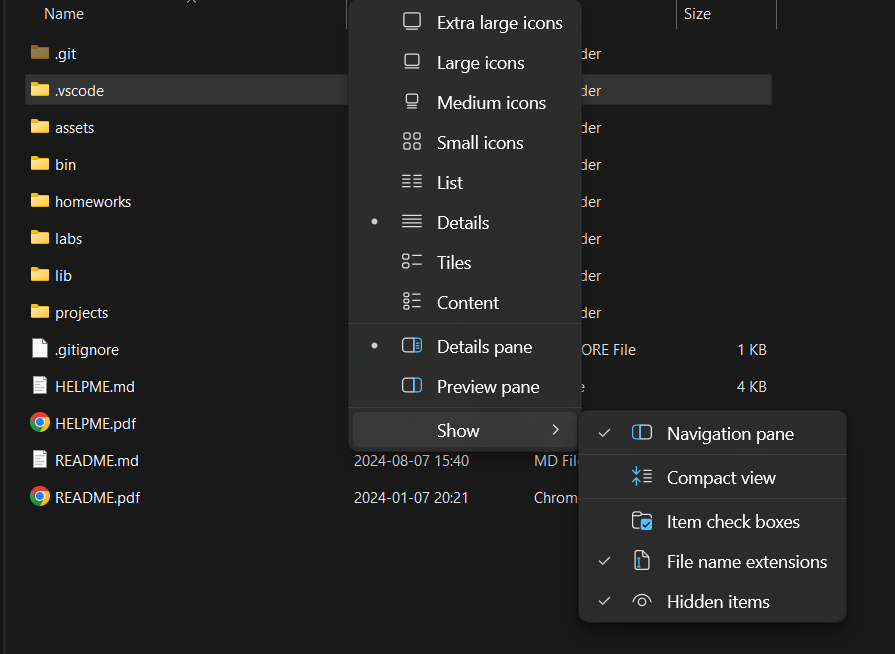 Name
Size
.git
.vscode
assets
bin
homeworks
labs
lib
projects
.gitignore
HELPME.md
HELPME.pdf
README.md
README.pdf
2024-08-07 15:40
2024-01-07 20:21
der
der
der
der
der
der
der
der
ORE File
MD File
Chrom
1 KB
4 KB
Extra large icons
Large icons
Medium icons
Small icons
List
Details
Tiles
Content
Details pane
Preview pane
Show
Navigation pane
Compact view
Item check boxes
File name extensions
Hidden items